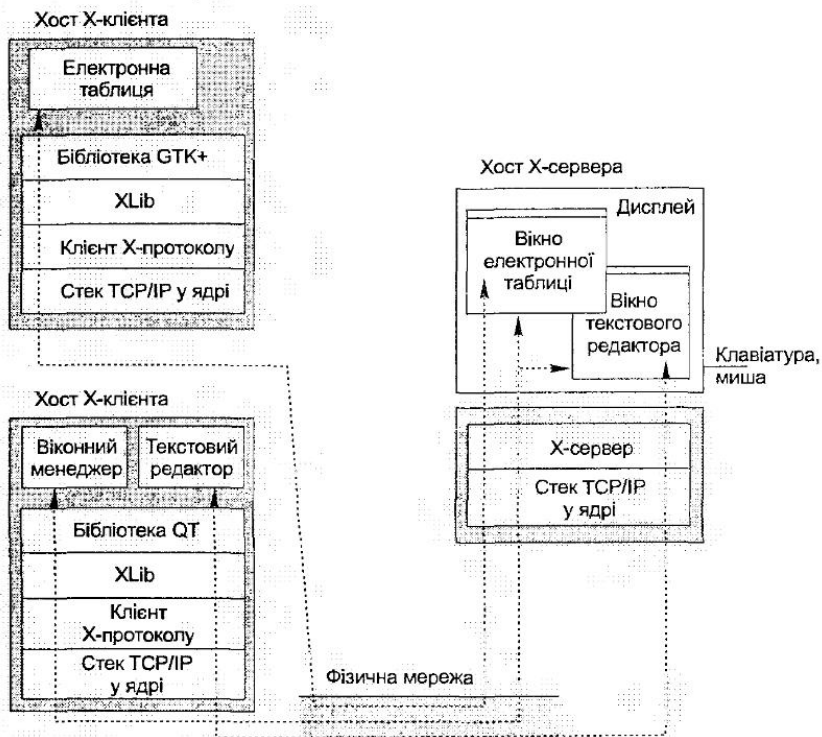 Хост X-клієнта
Електронна
таблиця
Бібліотека GTK+
XLib
Клієнт X-протоколу
Стек TCP/IP у ядрі
Хост X-клієнта
Віконний
менеджер
Текстовий
редактор
Бібліотека QT
XLib
Клієнт
X-протоколу
Стек TCP/IP
у ядрі
Хост X-сервера
Дисплей
Вікно
електронної
таблиці
Вікно
текстового
редактора
Клавіатура,
миша
X-сервер
Стек TCP/IP
у ядрі
Фізична мережа